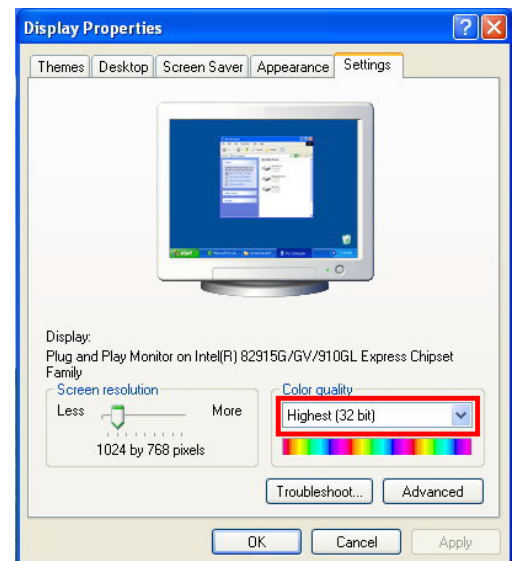 Display Properties
Themes Desktop Screen Saver Appearance Settings
start
Display:
Plug and Play Monitor on Intel(R) 82915G/GV/910GL Express Chipset
Family
Screen resolution
Less More
1024 by 768 pixels
Color quality
Highest (32 bit)
Troubleshoot... Advanced
OK Cancel Apply